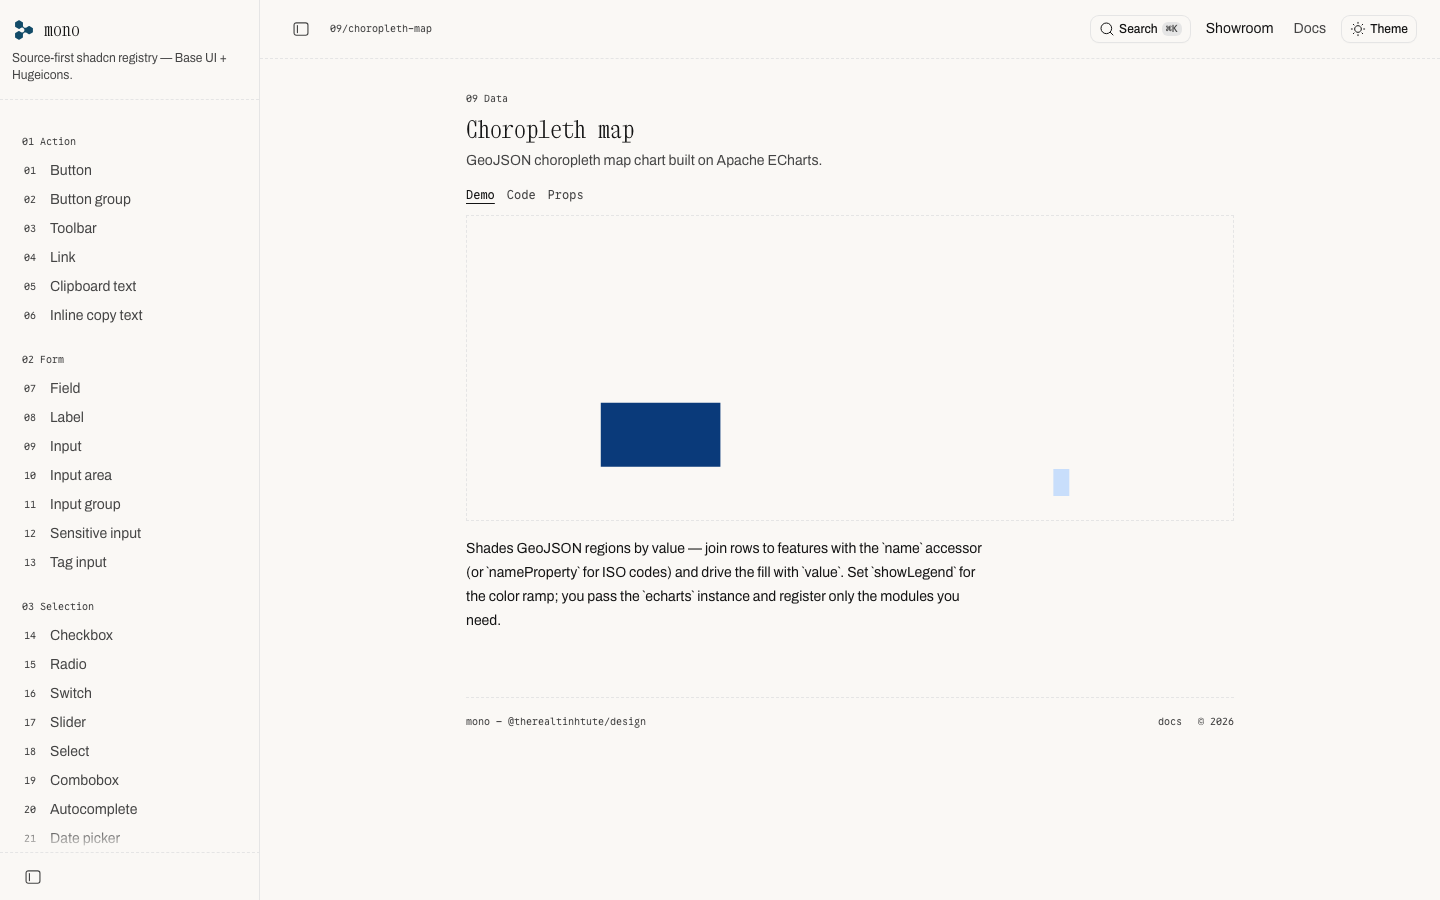 mono
Source-first shadcn registry — Base UI +
Hugeicons.
01 Action
01 Button
02 Button group
03 Toolbar
04 Link
05 Clipboard text
06 Inline copy text
02 Form
07 Field
08 Label
09 Input
10 Input area
11 Input group
12 Sensitive input
13 Tag input
03 Selection
14 Checkbox
15 Radio
16 Switch
17 Slider
18 Select
19 Combobox
20 Autocomplete
21 Date picker
09/choropleth-map
Search ⌘K
Showroom
Docs
Theme
09 Data
Choropleth map
GeoJSON choropleth map chart built on Apache ECharts.
Demo Code Props
Shades GeoJSON regions by value — join rows to features with the `name` accessor
(or `nameProperty` for ISO codes) and drive the fill with `value`. Set `showLegend` for
the color ramp; you pass the `echarts` instance and register only the modules you
need.
mono — @therealtinhtute/design
docs © 2026